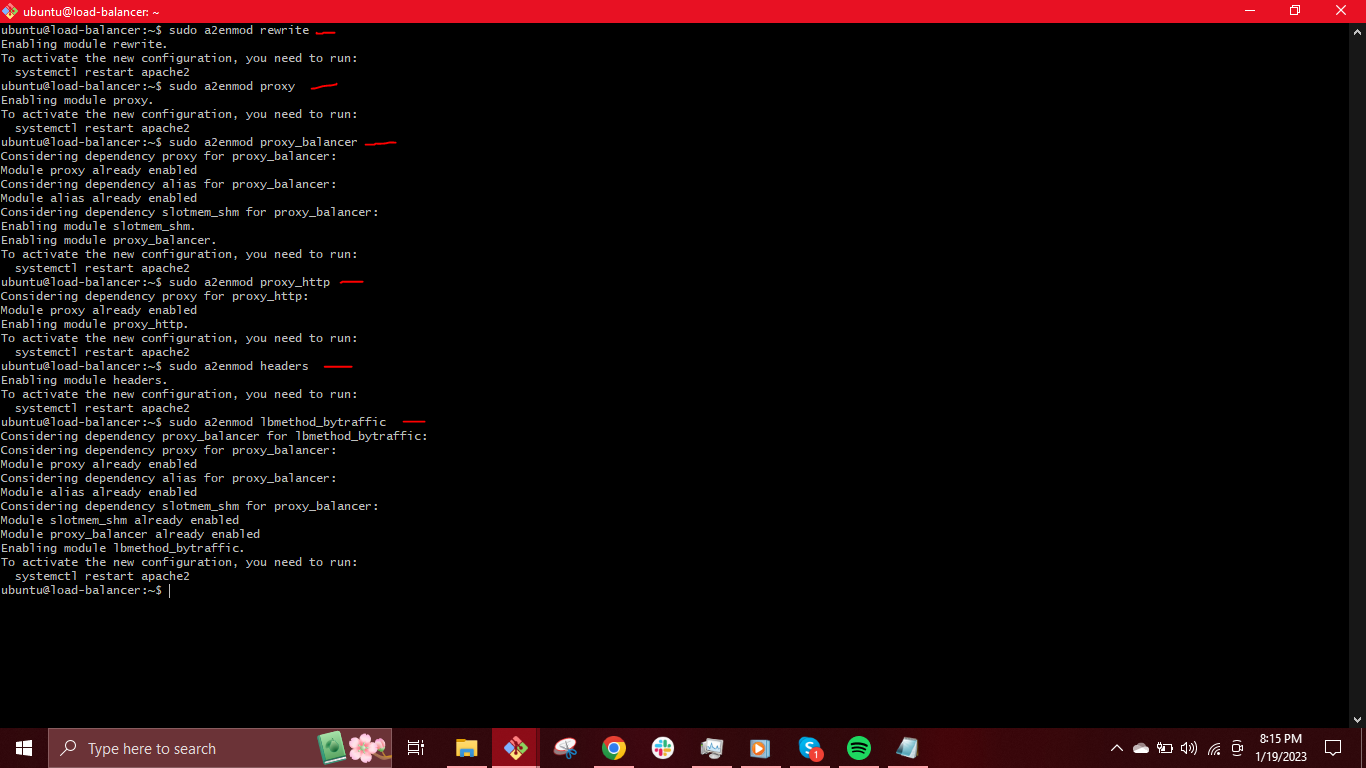 ubuntu@load-balancer: ~
ubuntu@load-balancer:~$ sudo a2enmod rewrite
Enabling module rewrite.
To activate the new configuration, you need to run:
  systemctl restart apache2
ubuntu@load-balancer:~$ sudo a2enmod proxy
Enabling module proxy.
To activate the new configuration, you need to run:
  systemctl restart apache2
ubuntu@load-balancer:~$ sudo a2enmod proxy_balancer
Considering dependency proxy for proxy_balancer:
Module proxy already enabled
Considering dependency alias for proxy_balancer:
Module alias already enabled
Considering dependency slotmem_shm for proxy_balancer:
Enabling module slotmem_shm.
Enabling module proxy_balancer.
To activate the new configuration, you need to run:
  systemctl restart apache2
ubuntu@load-balancer:~$ sudo a2enmod proxy_http
Considering dependency proxy for proxy_http:
Module proxy already enabled
Enabling module proxy_http.
To activate the new configuration, you need to run:
  systemctl restart apache2
ubuntu@load-balancer:~$ sudo a2enmod headers
Enabling module headers.
To activate the new configuration, you need to run:
  systemctl restart apache2
ubuntu@load-balancer:~$ sudo a2enmod lbmethod_bytraffic
Considering dependency proxy_balancer for lbmethod_bytraffic:
Considering dependency proxy for proxy_balancer:
Module proxy already enabled
Considering dependency alias for proxy_balancer:
Module alias already enabled
Considering dependency slotmem_shm for proxy_balancer:
Module slotmem_shm already enabled
Module proxy_balancer already enabled
Enabling module lbmethod_bytraffic.
To activate the new configuration, you need to run:
  systemctl restart apache2
ubuntu@load-balancer:~$
Type here to search
1
8:15 PM
1/19/2023